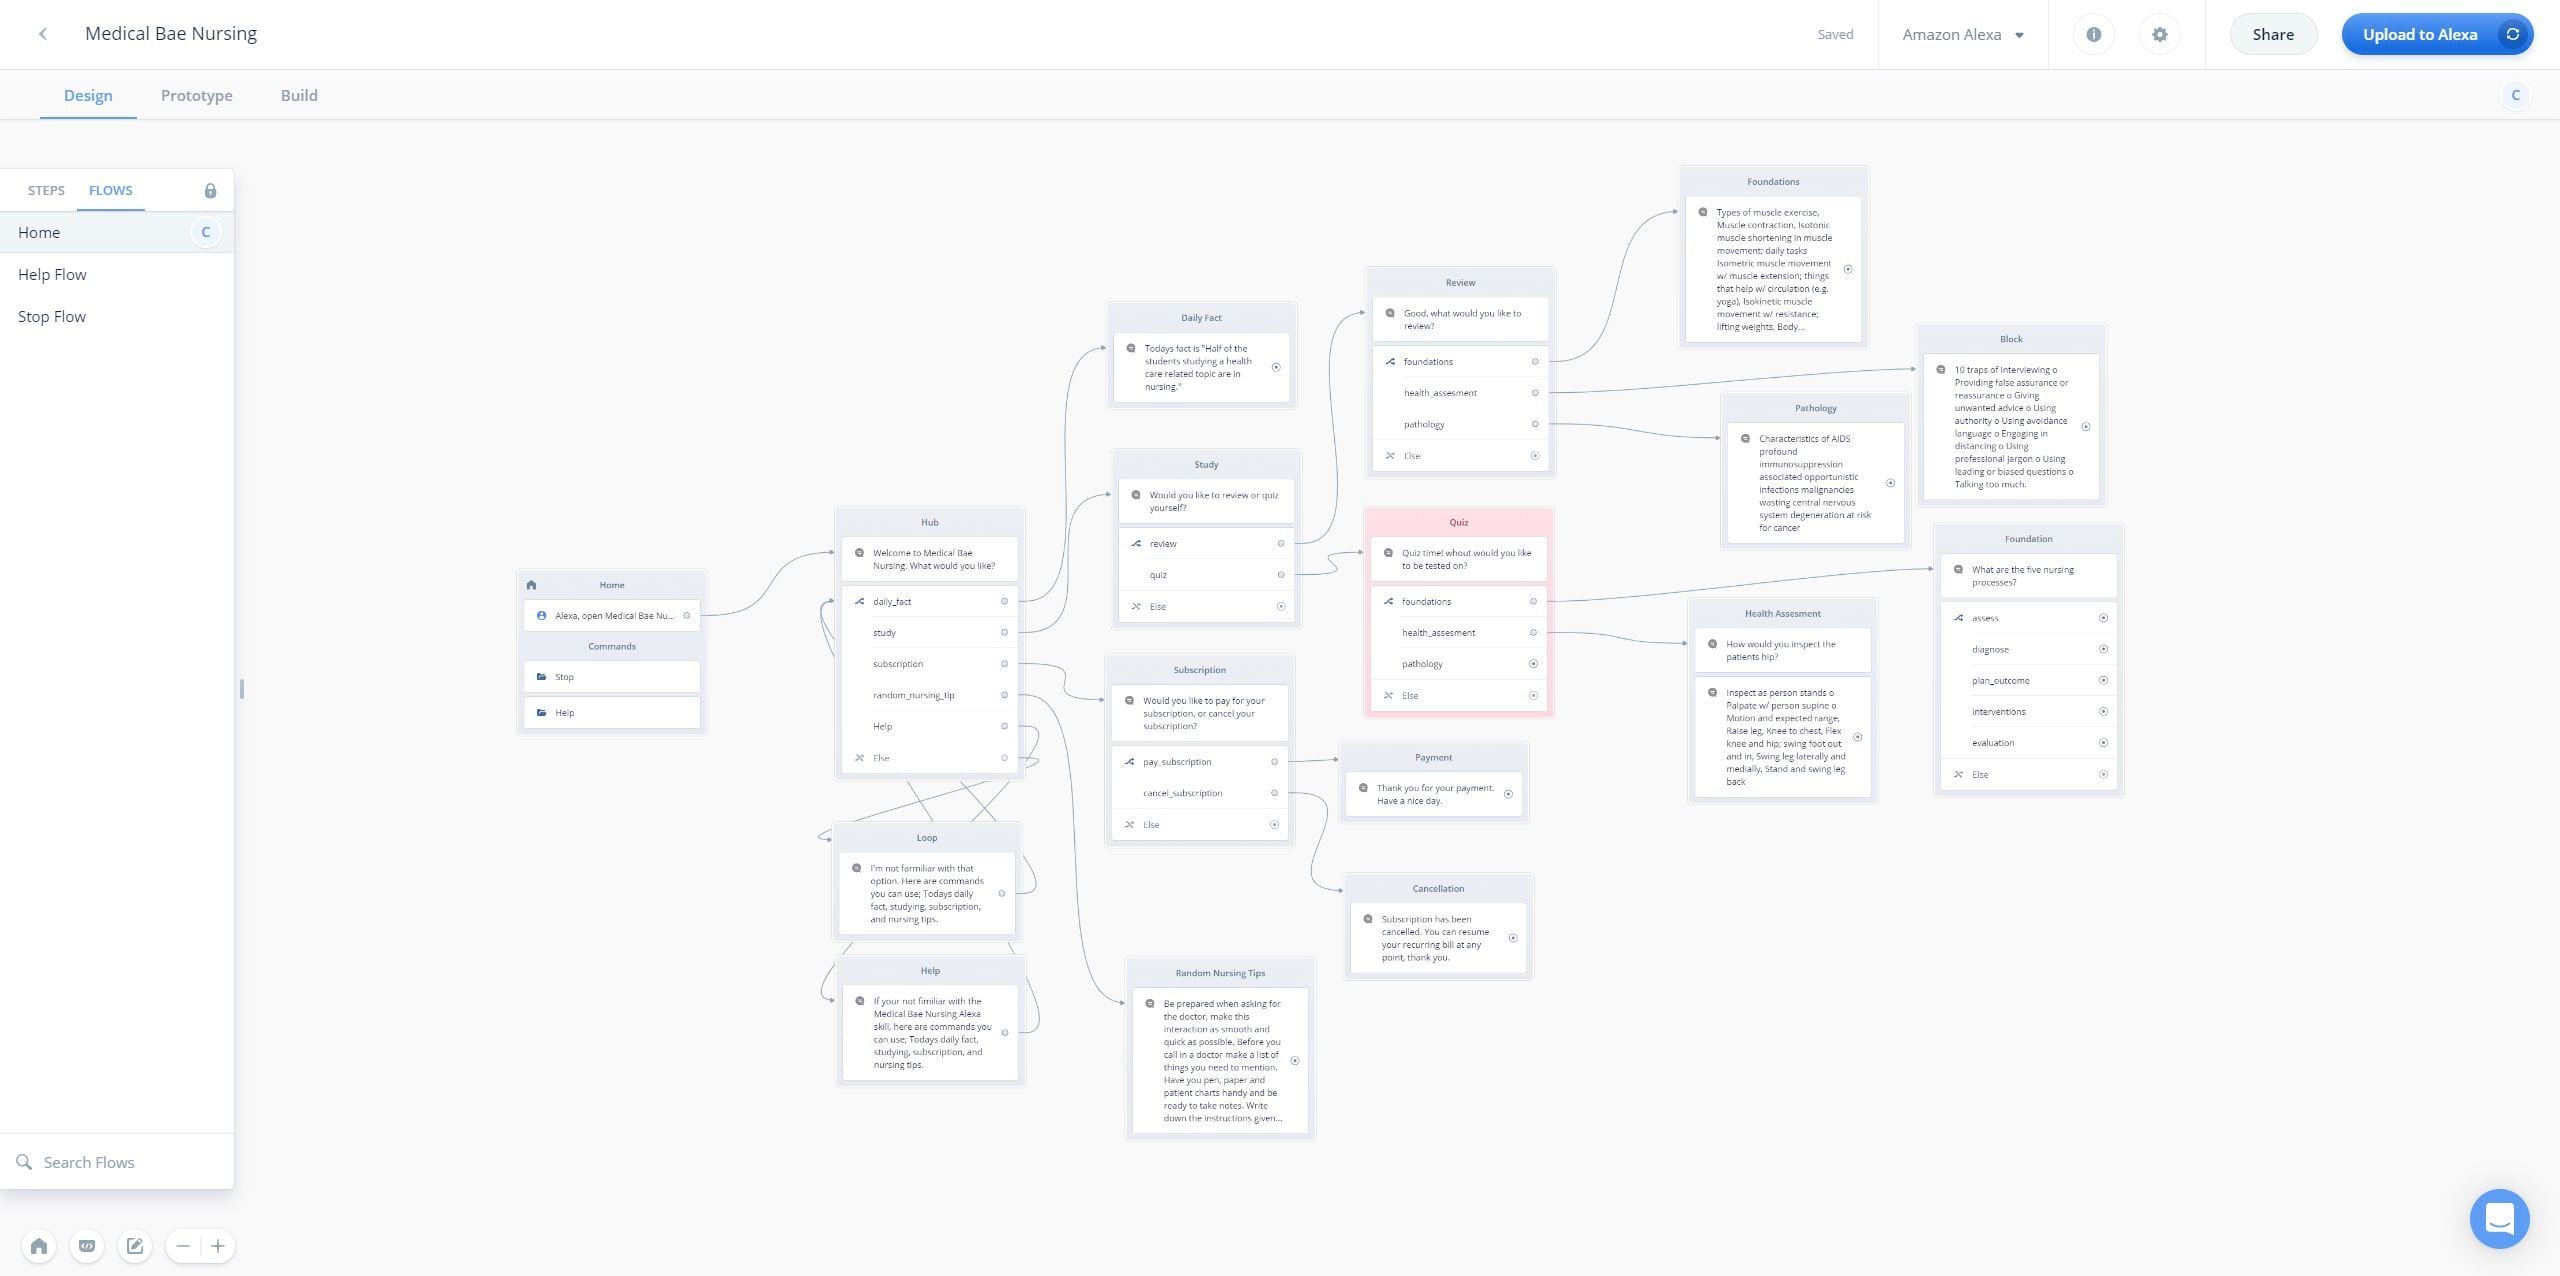 Medical Bae Nursing
Saved
Amazon Alexa
Share
Upload to Alexa
Design
Prototype
Build
C
STEPS
FLOWS
Home
C
Help Flow
Stop Flow
Search Flows
Home
Alexa, open Medical Bae Nu...
Commands
Stop
Help
Hub
Welcome to Medical Bae
Nursing. What would you like?
daily_fact
study
subscription
random_nursing_tip
Help
Else
Loop
I'm not farmiliar with that
option. Here are commands
you can use; Todays daily
fact, studying, subscription,
and nursing tips.
Help
If your not fimiliar with the
Medical Bae Nursing Alexa
skill, here are commands you
can use; Todays daily fact,
studying, subscription, and
nursing tips.
Daily Fact
Todays fact is "Half of the
students studying a health
care related topic are in
nursing."
Study
Would you like to review or quiz
yourself?
review
quiz
Else
Subscription
Would you like to pay for your
subscription, or cancel your
subscription?
pay_subscription
cancel_subscription
Else
Random Nursing Tips
Be prepared when asking for
the doctor, make this
interaction as smooth and
quick as possible. Before you
call in a doctor make a list of
things you need to mention.
Have you pen, paper and
patient charts handy and be
ready to take notes. Write
down the instructions given...
Review
Good, what would you like to
review?
foundations
health_assesment
pathology
Else
Quiz
Quiz time! whout would you like
to be tested on?
foundations
health_assesment
pathology
Else
Payment
Thank you for your payment.
Have a nice day.
Cancellation
Subscription has been
cancelled. You can resume
your recurring bill at any
point, thank you.
Foundations
Types of muscle exercise,
Muscle contraction, Isotonic
muscle shortening in muscle
movement; daily tasks
Isometric muscle movement
w/ muscle extension; things
that help w/ circulation (e.g.
yoga), Isokinetic muscle
movement w/ resistance;
lifting weights, Body...
Pathology
Characteristics of AIDS
profound
immunosuppression
associated opportunistic
infections malignancies
wasting central nervous
system degeneration at risk
for cancer
Block
10 traps of Interviewing o
Providing false assurance or
reassurance o Giving
unwanted advice o Using
authority o Using avoidance
language o Engaging in
distancing o Using
professional jargon o Using
leading or biased questions o
Talking too much.
Health Assesment
How would you inspect the
patients hip?
Inspect as person stands o
Palpate w/ person supine o
Motion and expected range,
Raise leg, Knee to chest, Flex
knee and hip; swing foot out
and in, Swing leg laterally and
medially, Stand and swing leg
back
Foundation
What are the five nursing
processes?
assess
diagnose
plan_outcome
interventions
evaluation
Else